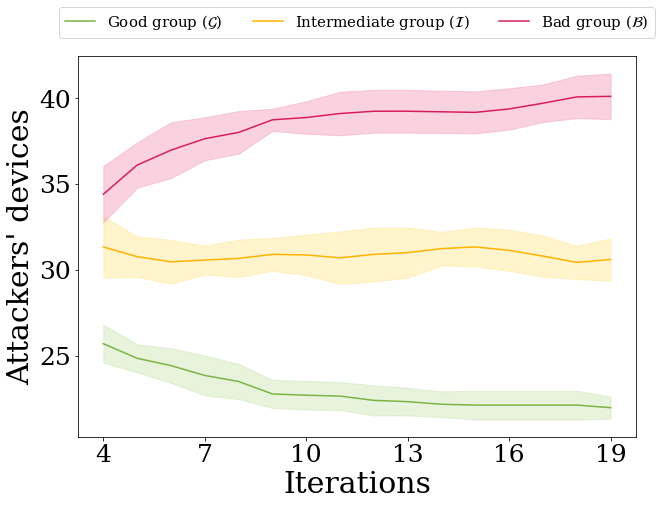 Good group (𝒢) Intermediate group (ℐ) Bad group (ℬ)
Attackers' devices
40
35
30
25
4 7 10 13 16 19
Iterations